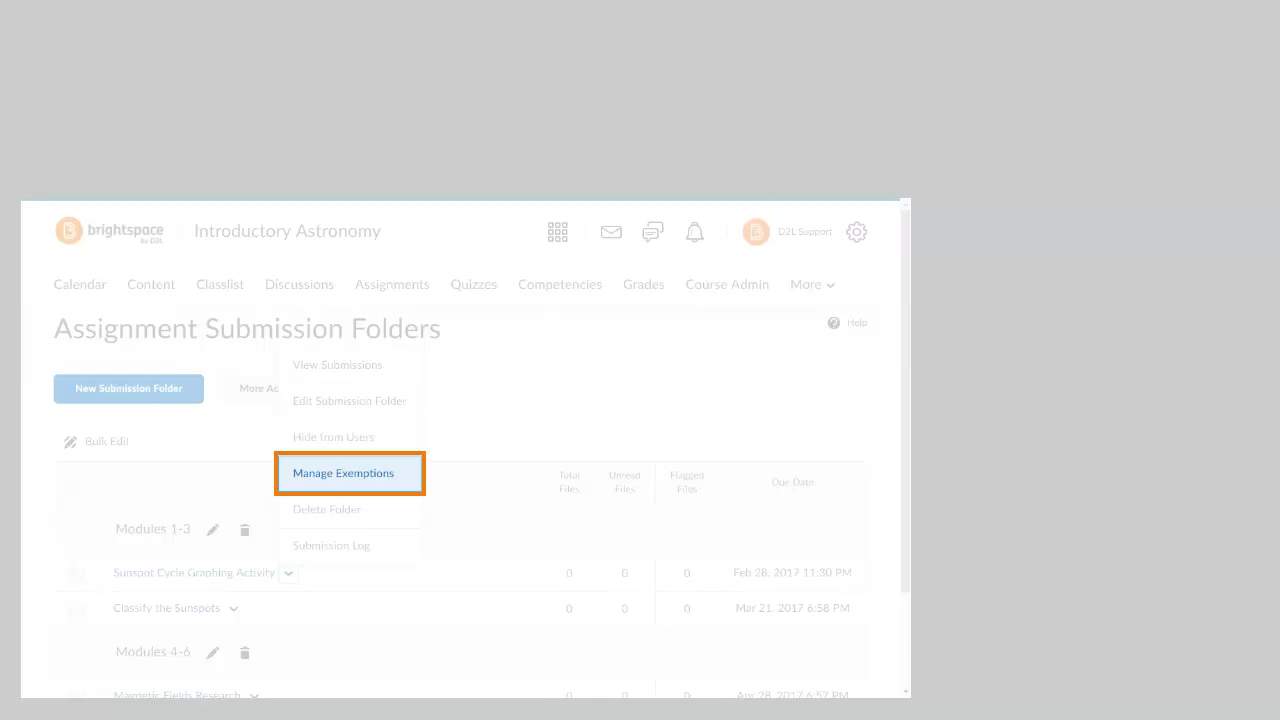 brightspace
by D2L
Introductory Astronomy
D2L Support
Calendar Content Classlist Discussions Assignments Quizzes Competencies Grades Course Admin More
Assignment Submission Folders
Help
View Submissions
New Submission Folder
More Ac
Edit Submission Folder
Hide from Users
Bulk Edit
Manage Exemptions
Total Files
Unread Files
Flagged Files
Due Date
Delete Folder
Modules 1-3
Submission Log
Sunspot Cycle Graphing Activity 0 0 0 Feb 28, 2017 11:30 PM
Classify the Sunspots 0 0 0 Mar 21, 2017 6:58 PM
Modules 4-6
Magnetic Fields Research 0 0 0 Apr 28, 2017 6:57 PM